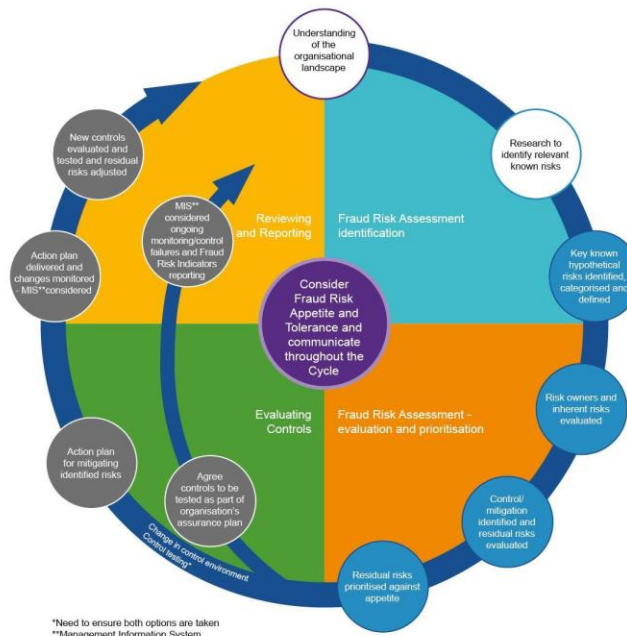 Understanding
of the
organisational
landscape
Research to
identify relevant
known risks
Key known
hypothetical
risks identified,
categorised and
defined
Risk owners and
inherent risks
evaluated
Control/
mitigation identified
and residual risks
evaluated
Residual risks
prioritised against
appetite
Agree
controls to be
tested as part of
organisation's
assurance plan
Action plan
for mitigating
identified risks
Action plan
delivered and
changes monitored
- MIS**considered
New controls
evaluated and
tested and residual
risks adjusted
MIS**
considered
ongoing
monitoring/control
failures and Fraud
Risk Indicators
reporting
Reviewing
and Reporting
Fraud Risk Assessment
identification
Consider
Fraud Risk
Appetite and
Tolerance and
communicate
throughout the
Cycle
Evaluating
Controls
Fraud Risk Assessment -
evaluation and prioritisation
Change in control environment
Control testing*
*Need to ensure both options are taken
**Management Information System